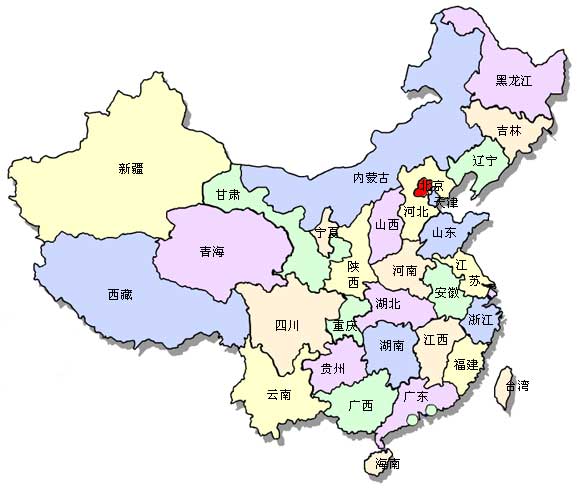 黑龙江
吉林
辽宁
新疆
内蒙古
北京
天津
甘肃
河北
山西
宁夏
山东
青海
陕
西
河南
江
苏
西藏
安徽
湖北
四川
重庆
浙江
湖南
江西
贵州
福建
云南
广西
广东
台湾
海南